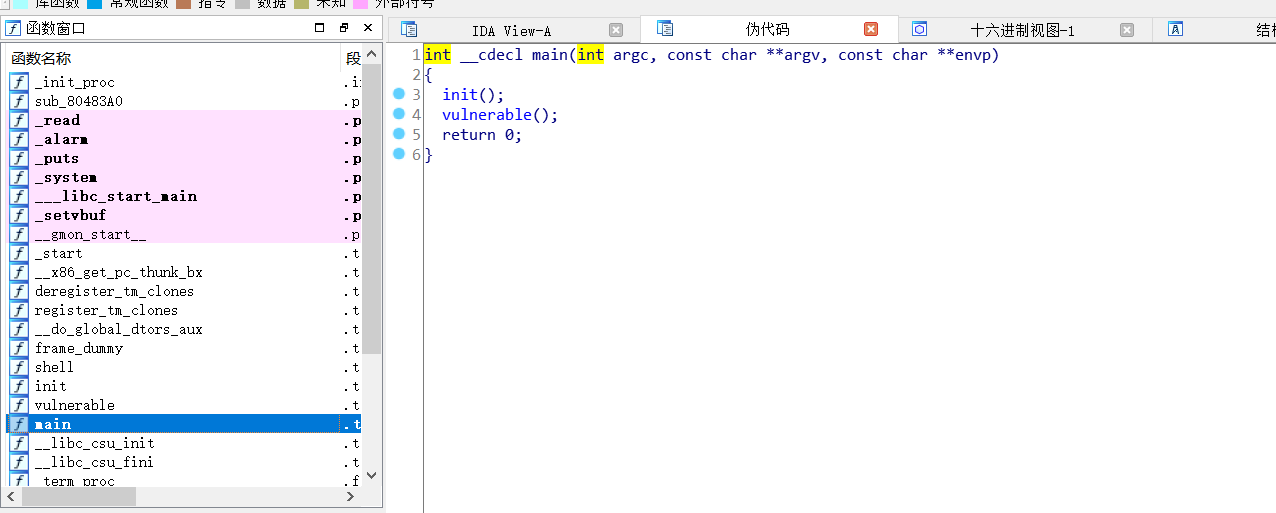 库函数 常规函数 指令 数据 未知 外部符号
函数窗口
函数名称 段
_init_proc .i
sub_80483A0 .p
_read .p
_alarm .p
_puts .p
_system .p
___libc_start_main .p
_setvbuf .p
__gmon_start__ .p
_start .t
__x86_get_pc_thunk_bx .t
deregister_tm_clones .t
register_tm_clones .t
__do_global_dtors_aux .t
frame_dummy .t
shell .t
init .t
vulnerable .t
main .t
__libc_csu_init .t
__libc_csu_fini .t
_term_proc .f
IDA View-A 伪代码 十六进制视图-1 结
1 int __cdecl main(int argc, const char **argv, const char **envp)
2 {
3 init();
4 vulnerable();
5 return 0;
6 }